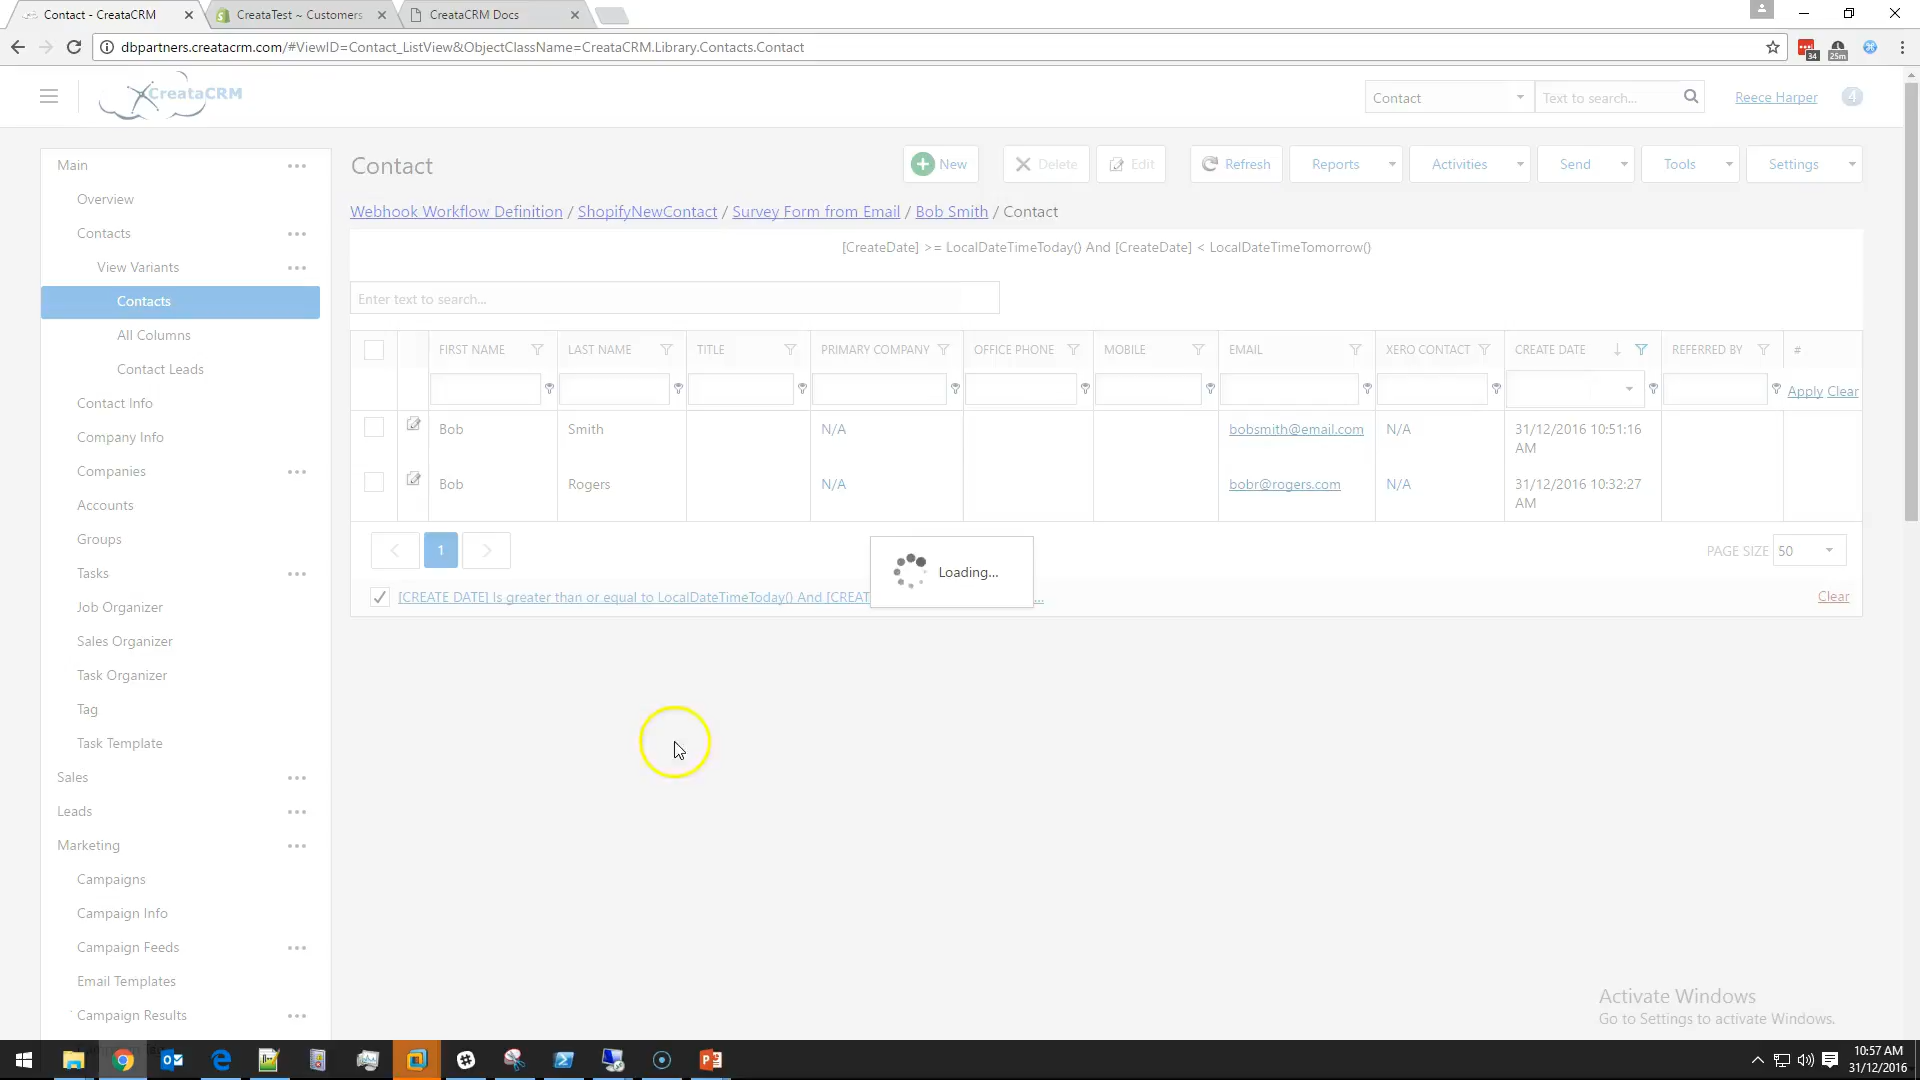 Contact - CreataCRM
CreataTest ~ Customers
CreataCRM Docs
dbpartners.creatacrm.com/#ViewID=Contact_ListView&ObjectClassName=CreataCRM.Library.Contacts.Contact
34
25m
CreataCRM
Contact
Text to search...
Reece Harper
4
Main
Overview
Contacts
View Variants
Contacts
All Columns
Contact Leads
Contact Info
Company Info
Companies
Accounts
Groups
Tasks
Job Organizer
Sales Organizer
Task Organizer
Tag
Task Template
Sales
Leads
Marketing
Campaigns
Campaign Info
Campaign Feeds
Email Templates
Campaign Results
Contact
New
Delete
Edit
Refresh
Reports
Activities
Send
Tools
Settings
Webhook Workflow Definition / ShopifyNewContact / Survey Form from Email / Bob Smith / Contact
[CreateDate] >= LocalDateTimeToday() And [CreateDate] < LocalDateTimeTomorrow()
Enter text to search...
FIRST NAME LAST NAME TITLE PRIMARY COMPANY OFFICE PHONE MOBILE EMAIL XERO CONTACT CREATE DATE REFERRED BY #
Apply Clear
Bob Smith N/A bobsmith@email.com N/A 31/12/2016 10:51:16
AM
Bob Rogers N/A bobr@rogers.com N/A 31/12/2016 10:32:27
AM
1
PAGE SIZE 50
Loading...
[CREATE DATE] Is greater than or equal to LocalDateTimeToday() And [CREAT ...
Clear
Activate Windows
Go to Settings to activate Windows.
10:57 AM
31/12/2016